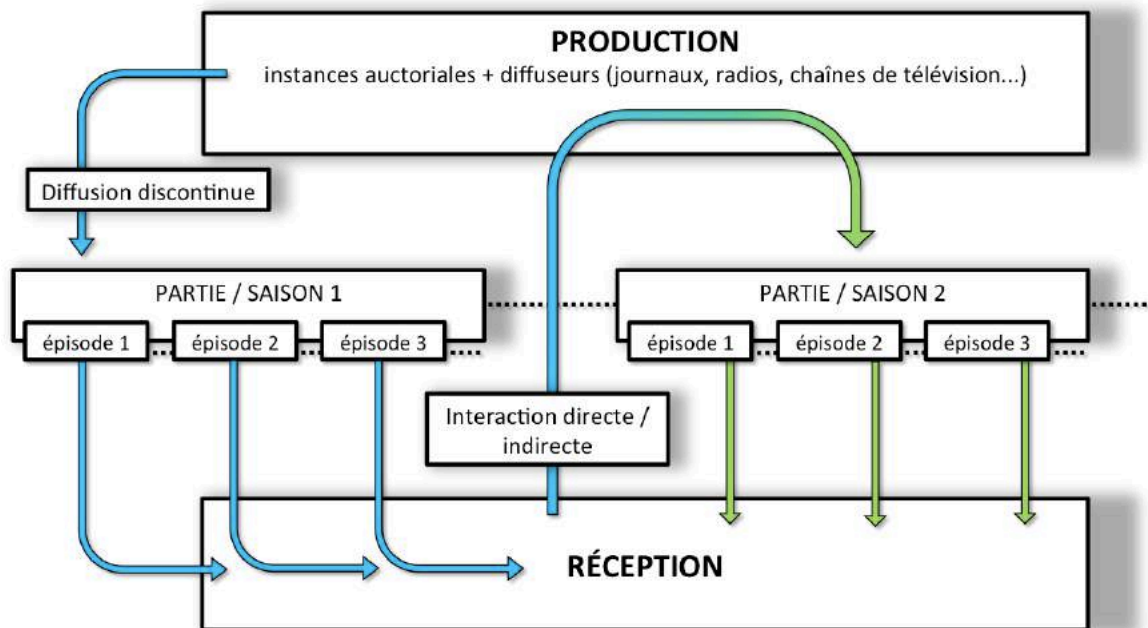 PRODUCTION
instances auctoriales + diffuseurs (journaux, radios, chaînes de télévision...)
Diffusion discontinue
PARTIE / SAISON 1
épisode 1
épisode 2
épisode 3
PARTIE / SAISON 2
épisode 1
épisode 2
épisode 3
Interaction directe /
indirecte
RÉCEPTION